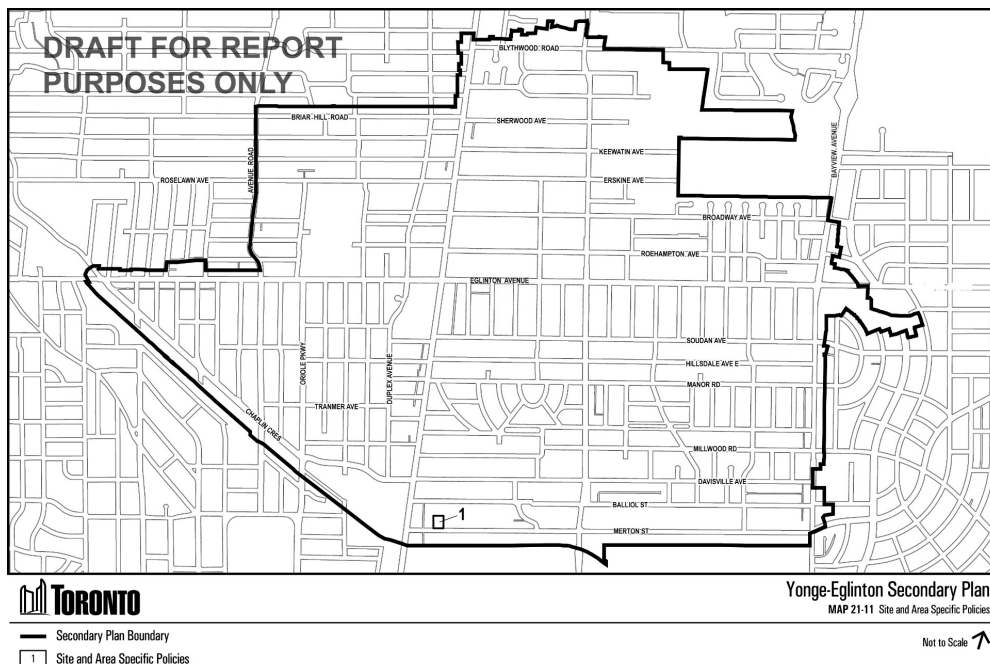 DRAFT FOR REPORT
PURPOSES ONLY
BLYTHWOOD ROAD
BRIAR HILL ROAD
SHERWOOD AVE
KEEWATIN AVE
BAYVIEW AVENUE
AVENUE ROAD
ROSELAWN AVE
ERSKINE AVE
BROADWAY AVE
ROEHAMPTON AVE
EGLINTON AVENUE
SOUDAN AVE
HILLSDALE AVE E
ORIOLE PKWY
DUPLEX AVENUE
MANOR RD
TRANMER AVE
CHAPLIN CRES
MILLWOOD RD
DAVISVILLE AVE
BALLIOL ST
1
MERTON ST
TORONTO
Yonge-Eglinton Secondary Plan
MAP 21-11 Site and Area Specific Policies
Secondary Plan Boundary
1 Site and Area Specific Policies
Not to Scale